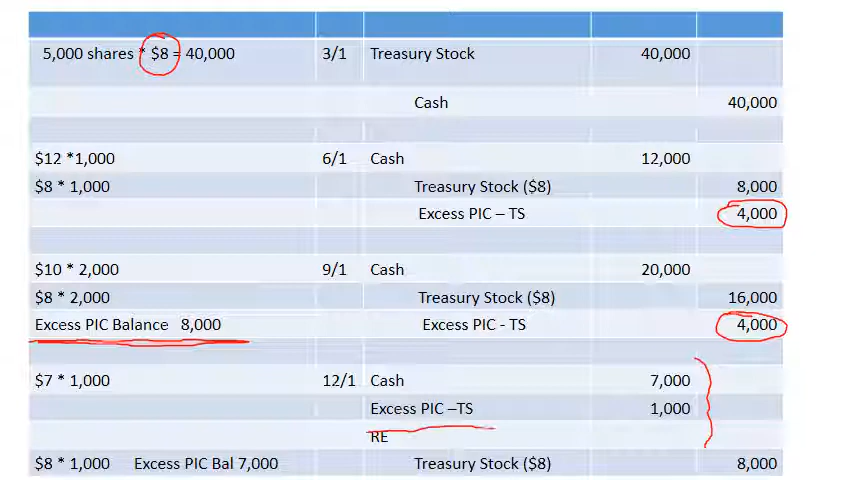 5,000 shares * $8 = 40,000 3/1 Treasury Stock 40,000
Cash 40,000
$12 *1,000 6/1 Cash 12,000
$8 * 1,000 Treasury Stock ($8) 8,000
Excess PIC – TS 4,000
$10 * 2,000 9/1 Cash 20,000
$8 * 2,000 Treasury Stock ($8) 16,000
Excess PIC Balance 8,000 Excess PIC - TS 4,000
$7 * 1,000 12/1 Cash 7,000
Excess PIC –TS 1,000
RE
$8 * 1,000 Excess PIC Bal 7,000 Treasury Stock ($8) 8,000